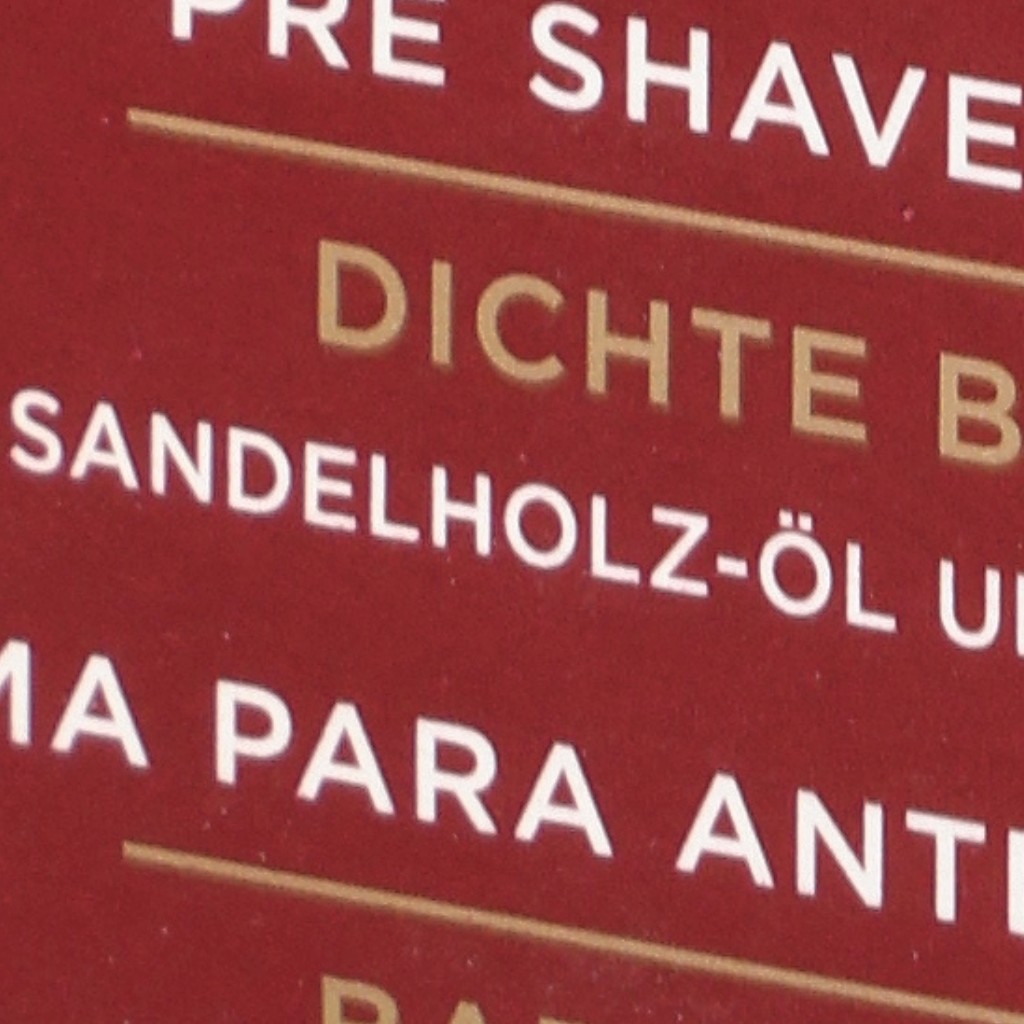 PRE SHAVE
DICHTE B
SANDELHOLZ-ÖL U
MA PARA ANT